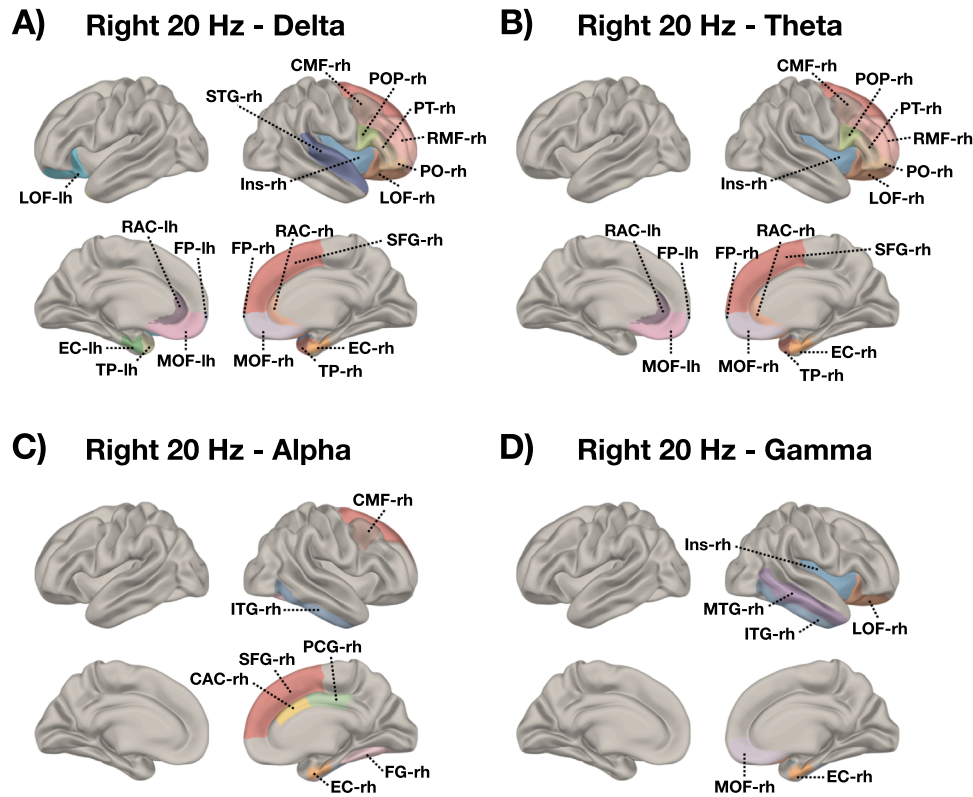 A) Right 20 Hz - Delta
CMF-rh
POP-rh
STG-rh
PT-rh
RMF-rh
PO-rh
Ins-rh
LOF-lh
LOF-rh
RAC-lh
RAC-rh
FP-lh
FP-rh
SFG-rh
EC-lh
EC-rh
MOF-lh
MOF-rh
TP-lh
TP-rh
B) Right 20 Hz - Theta
CMF-rh
POP-rh
PT-rh
RMF-rh
PO-rh
Ins-rh
LOF-rh
RAC-lh
RAC-rh
FP-lh
FP-rh
SFG-rh
EC-rh
MOF-lh
MOF-rh
TP-rh
C) Right 20 Hz - Alpha
CMF-rh
ITG-rh
PCG-rh
SFG-rh
CAC-rh
FG-rh
EC-rh
D) Right 20 Hz - Gamma
Ins-rh
MTG-rh
LOF-rh
ITG-rh
EC-rh
MOF-rh